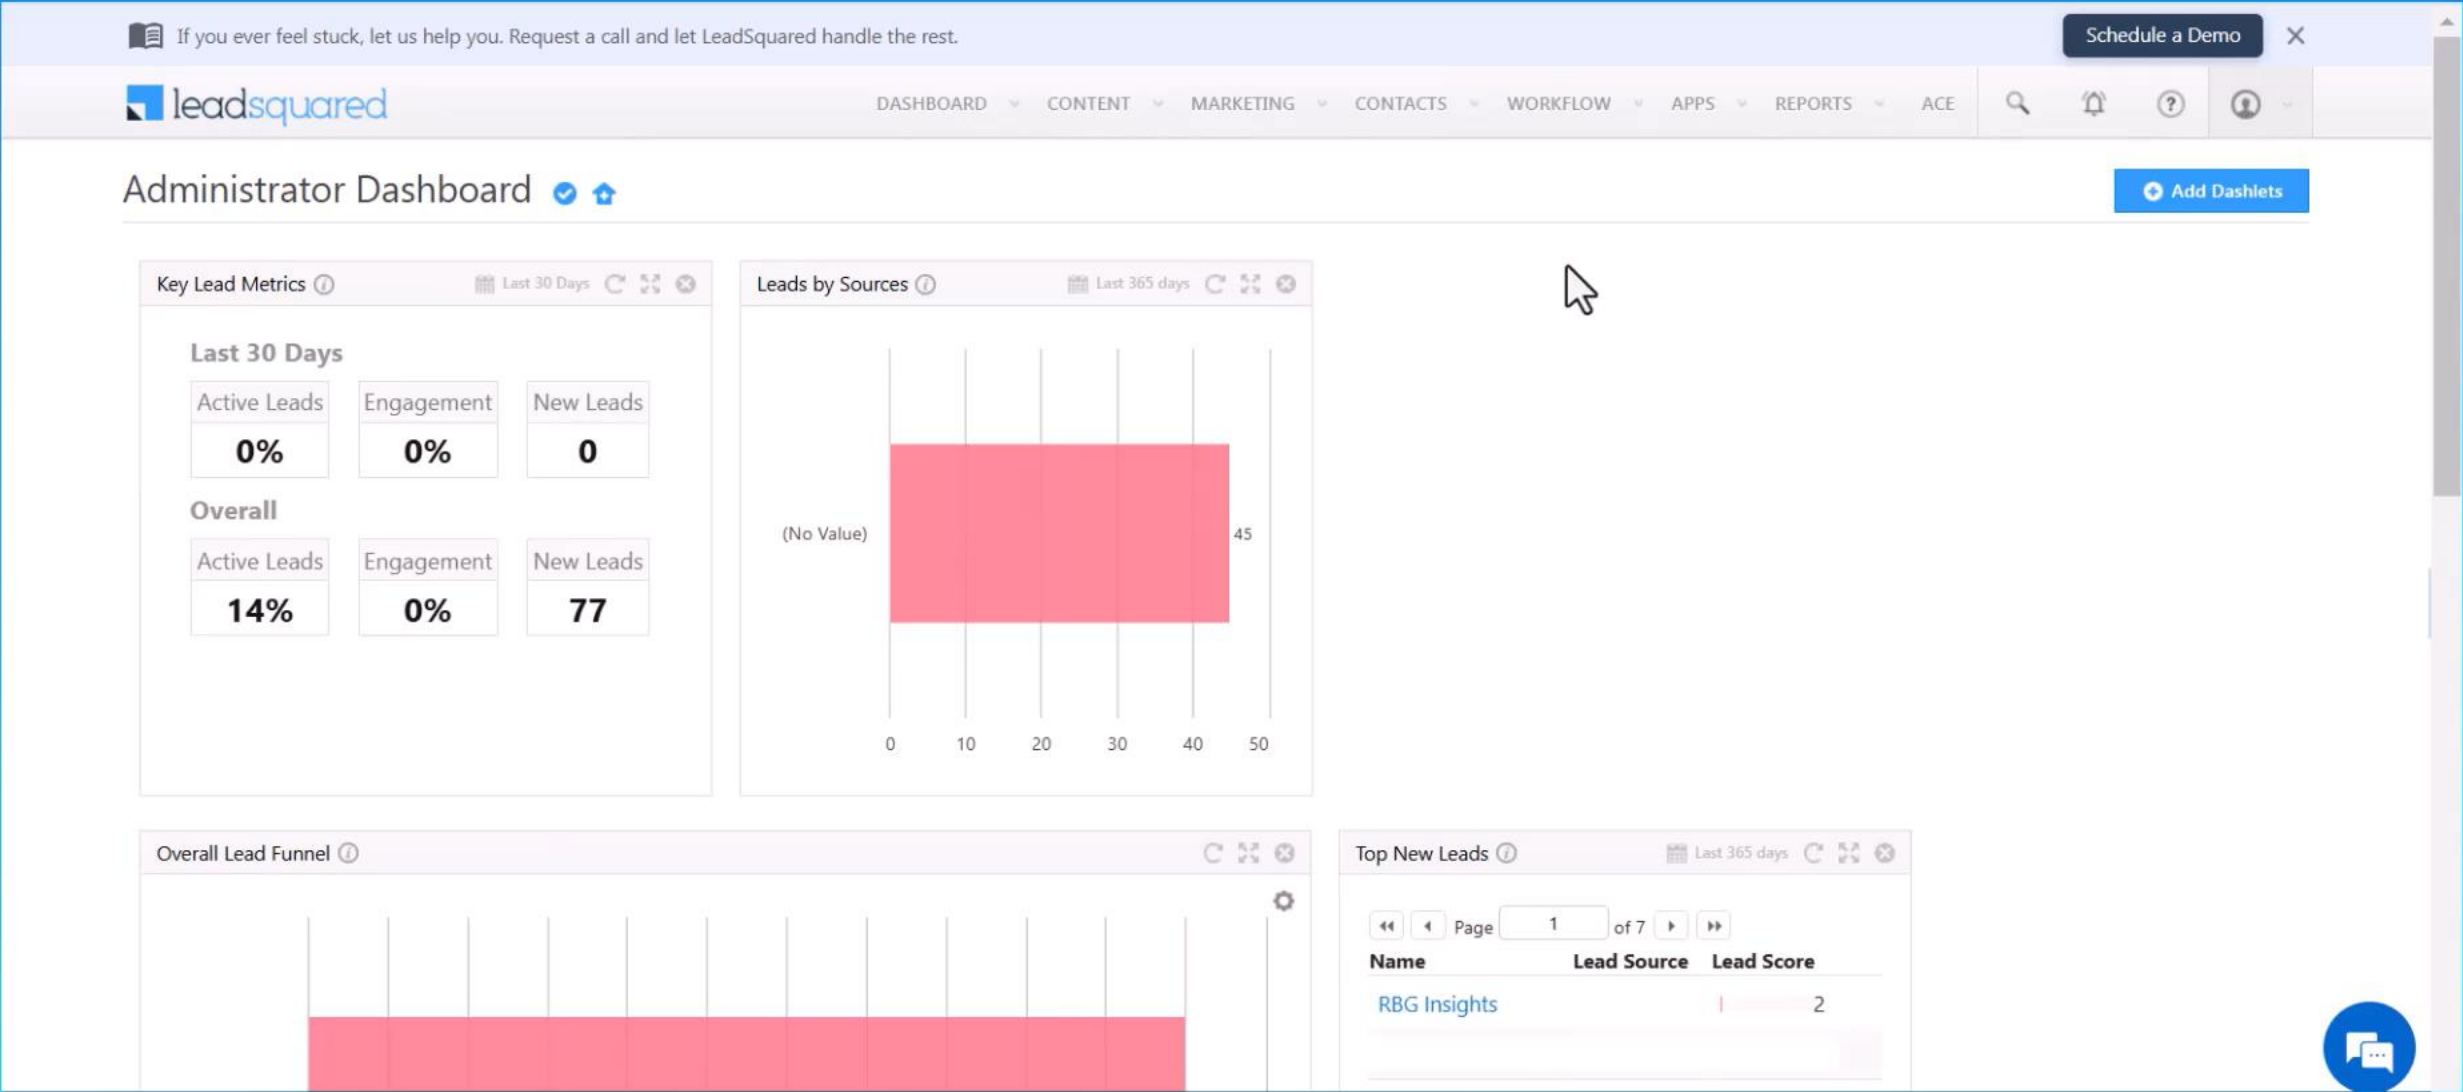 If you ever feel stuck, let us help you. Request a call and let LeadSquared handle the rest.
Schedule a Demo
leadsquared
DASHBOARD CONTENT MARKETING CONTACTS WORKFLOW APPS REPORTS ACE
Administrator Dashboard
Add Dashlets
Key Lead Metrics
Last 30 Days
Last 30 Days
Active Leads Engagement New Leads
0% 0% 0
Overall
Active Leads Engagement New Leads
14% 0% 77
Leads by Sources
Last 365 days
(No Value)
45
0 10 20 30 40 50
Overall Lead Funnel
Top New Leads
Last 365 days
Page 1 of 7
Name Lead Source Lead Score
RBG Insights 2